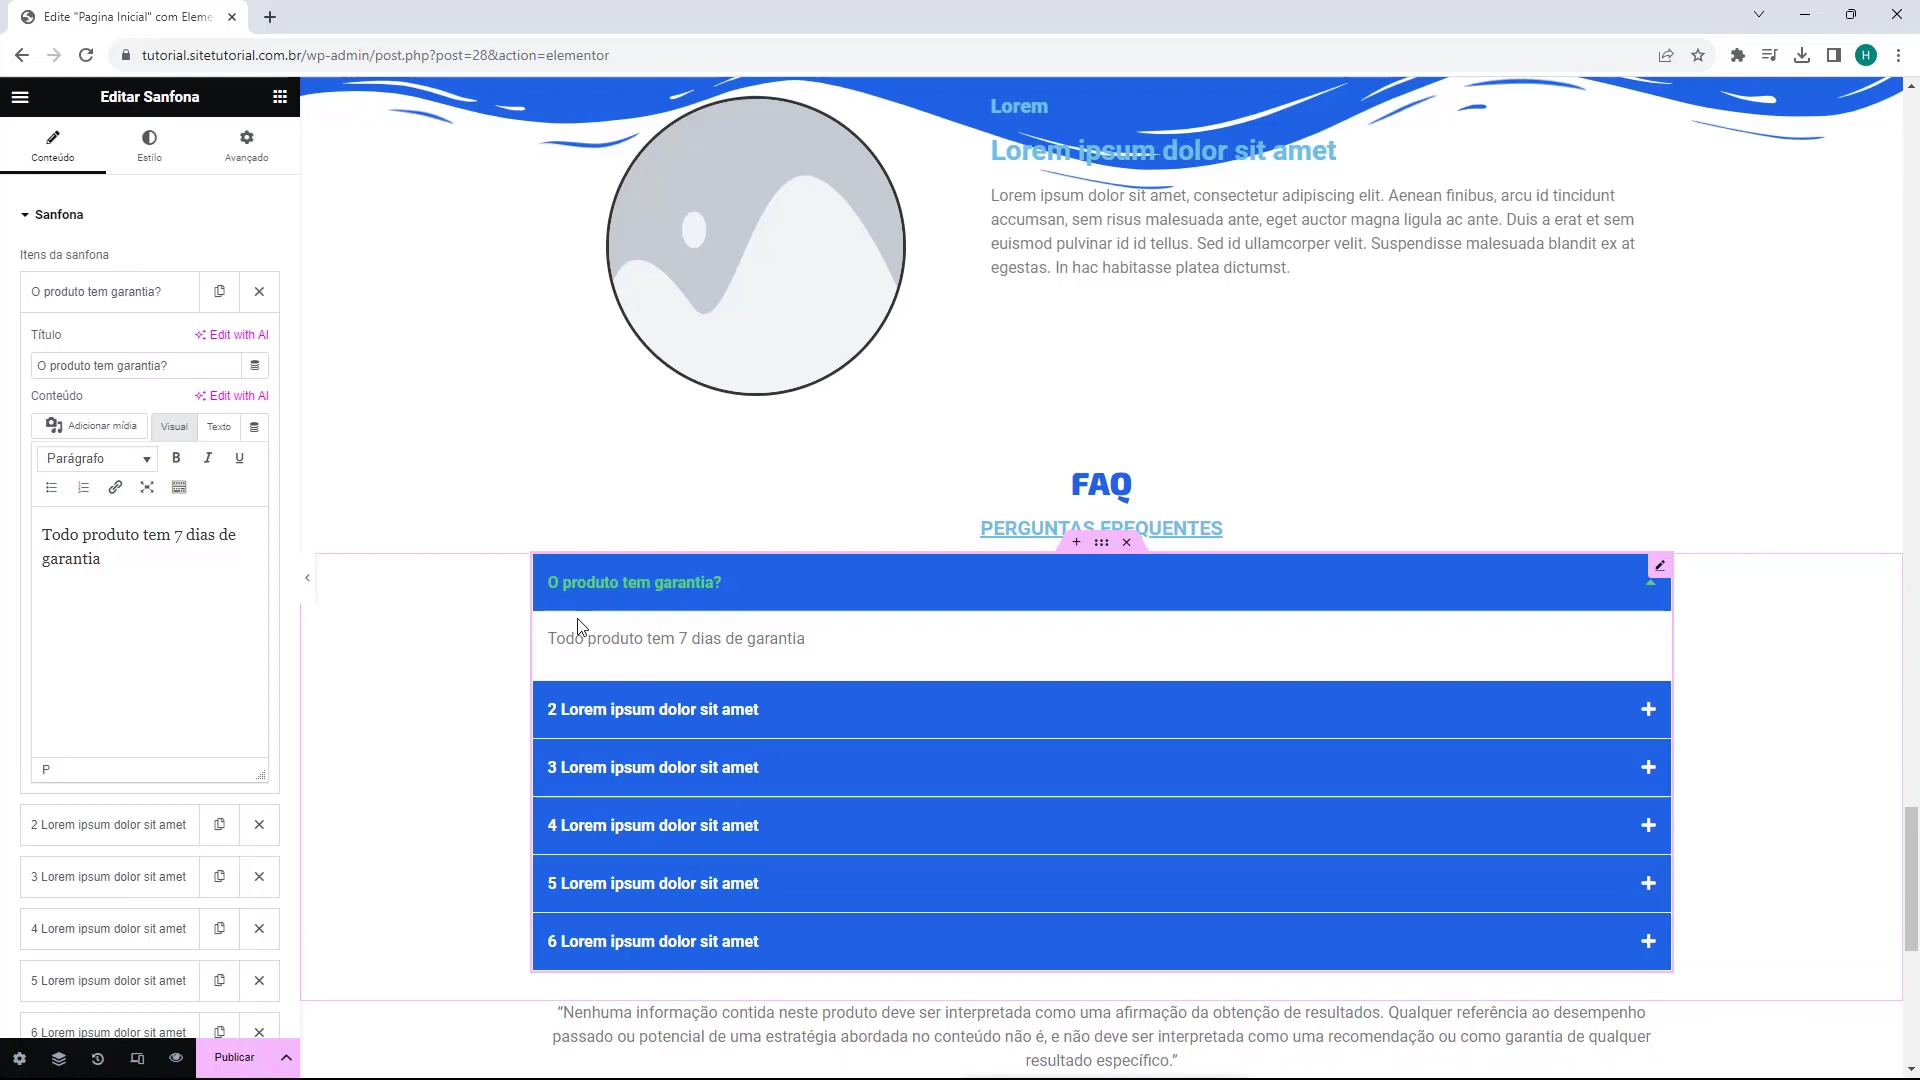 Edite "Pagina Inicial" com Eleme
tutorial.sitetutorial.com.br/wp-admin/post.php?post=28&action=elementor
H
Editar Sanfona
Conteúdo
Estilo
Avançado
Sanfona
Itens da sanfona
O produto tem garantia?
Título
Edit with AI
O produto tem garantia?
Conteúdo
Edit with AI
Adicionar mídia
Visual
Texto
Parágrafo
B
I
U
Todo produto tem 7 dias de
garantia
P
2 Lorem ipsum dolor sit amet
3 Lorem ipsum dolor sit amet
4 Lorem ipsum dolor sit amet
5 Lorem ipsum dolor sit amet
6 Lorem ipsum dolor sit amet
Publicar
Lorem
Lorem ipsum dolor sit amet
Lorem ipsum dolor sit amet, consectetur adipiscing elit. Aenean finibus, arcu id tincidunt
accumsan, sem risus malesuada ante, eget auctor magna ligula ac ante. Duis a erat et sem
euismod pulvinar id id tellus. Sed id ullamcorper velit. Suspendisse malesuada blandit ex at
egestas. In hac habitasse platea dictumst.
FAQ
PERGUNTAS FREQUENTES
O produto tem garantia?
Todo produto tem 7 dias de garantia
2 Lorem ipsum dolor sit amet
3 Lorem ipsum dolor sit amet
4 Lorem ipsum dolor sit amet
5 Lorem ipsum dolor sit amet
6 Lorem ipsum dolor sit amet
“Nenhuma informação contida neste produto deve ser interpretada como uma afirmação da obtenção de resultados. Qualquer referência ao desempenho
passado ou potencial de uma estratégia abordada no conteúdo não é, e não deve ser interpretada como uma recomendação ou como garantia de qualquer
resultado específico.”